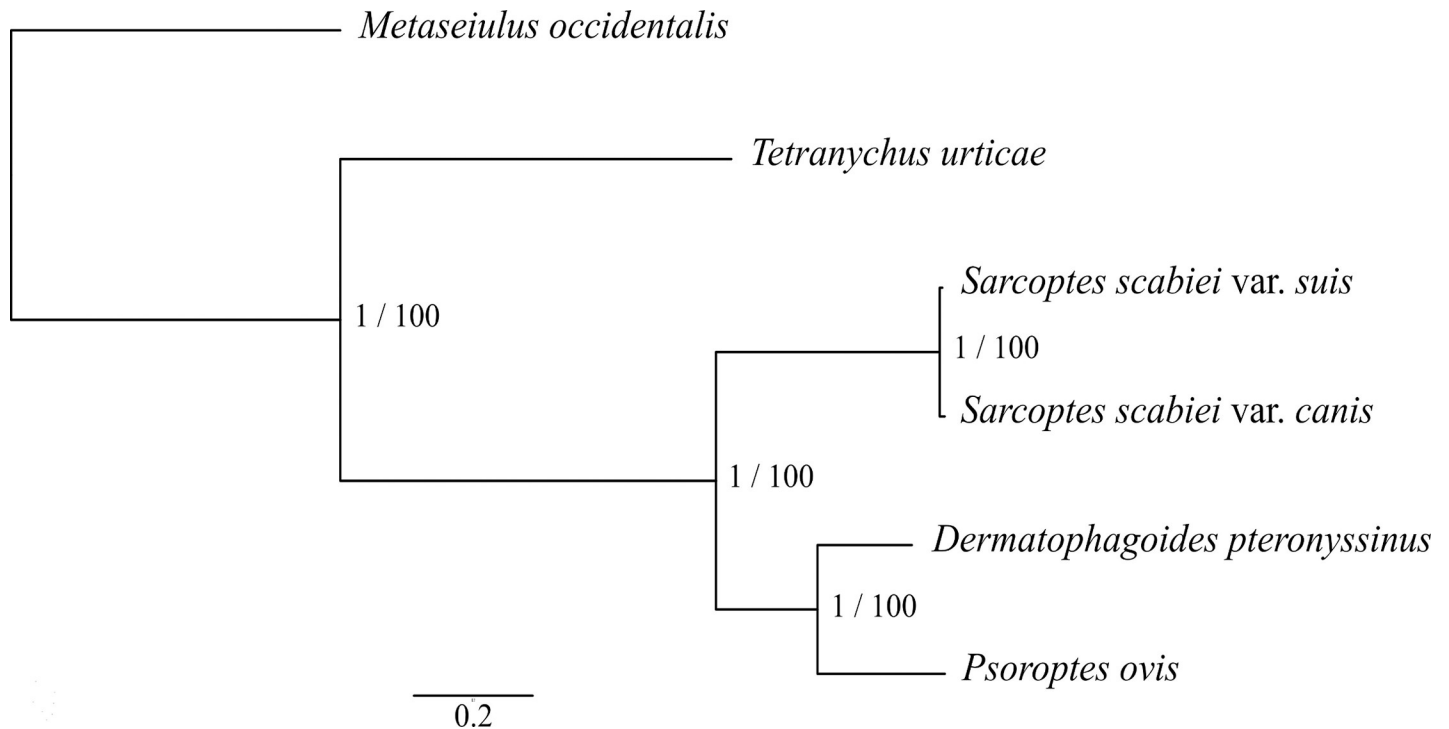 Metaseiulus occidentalis
Tetranychus urticae
Sarcoptes scabiei var. suis
1 / 100
1 / 100
Sarcoptes scabiei var. canis
1 / 100
Dermatophagoides pteronyssinus
1 / 100
Psoroptes ovis
0.2